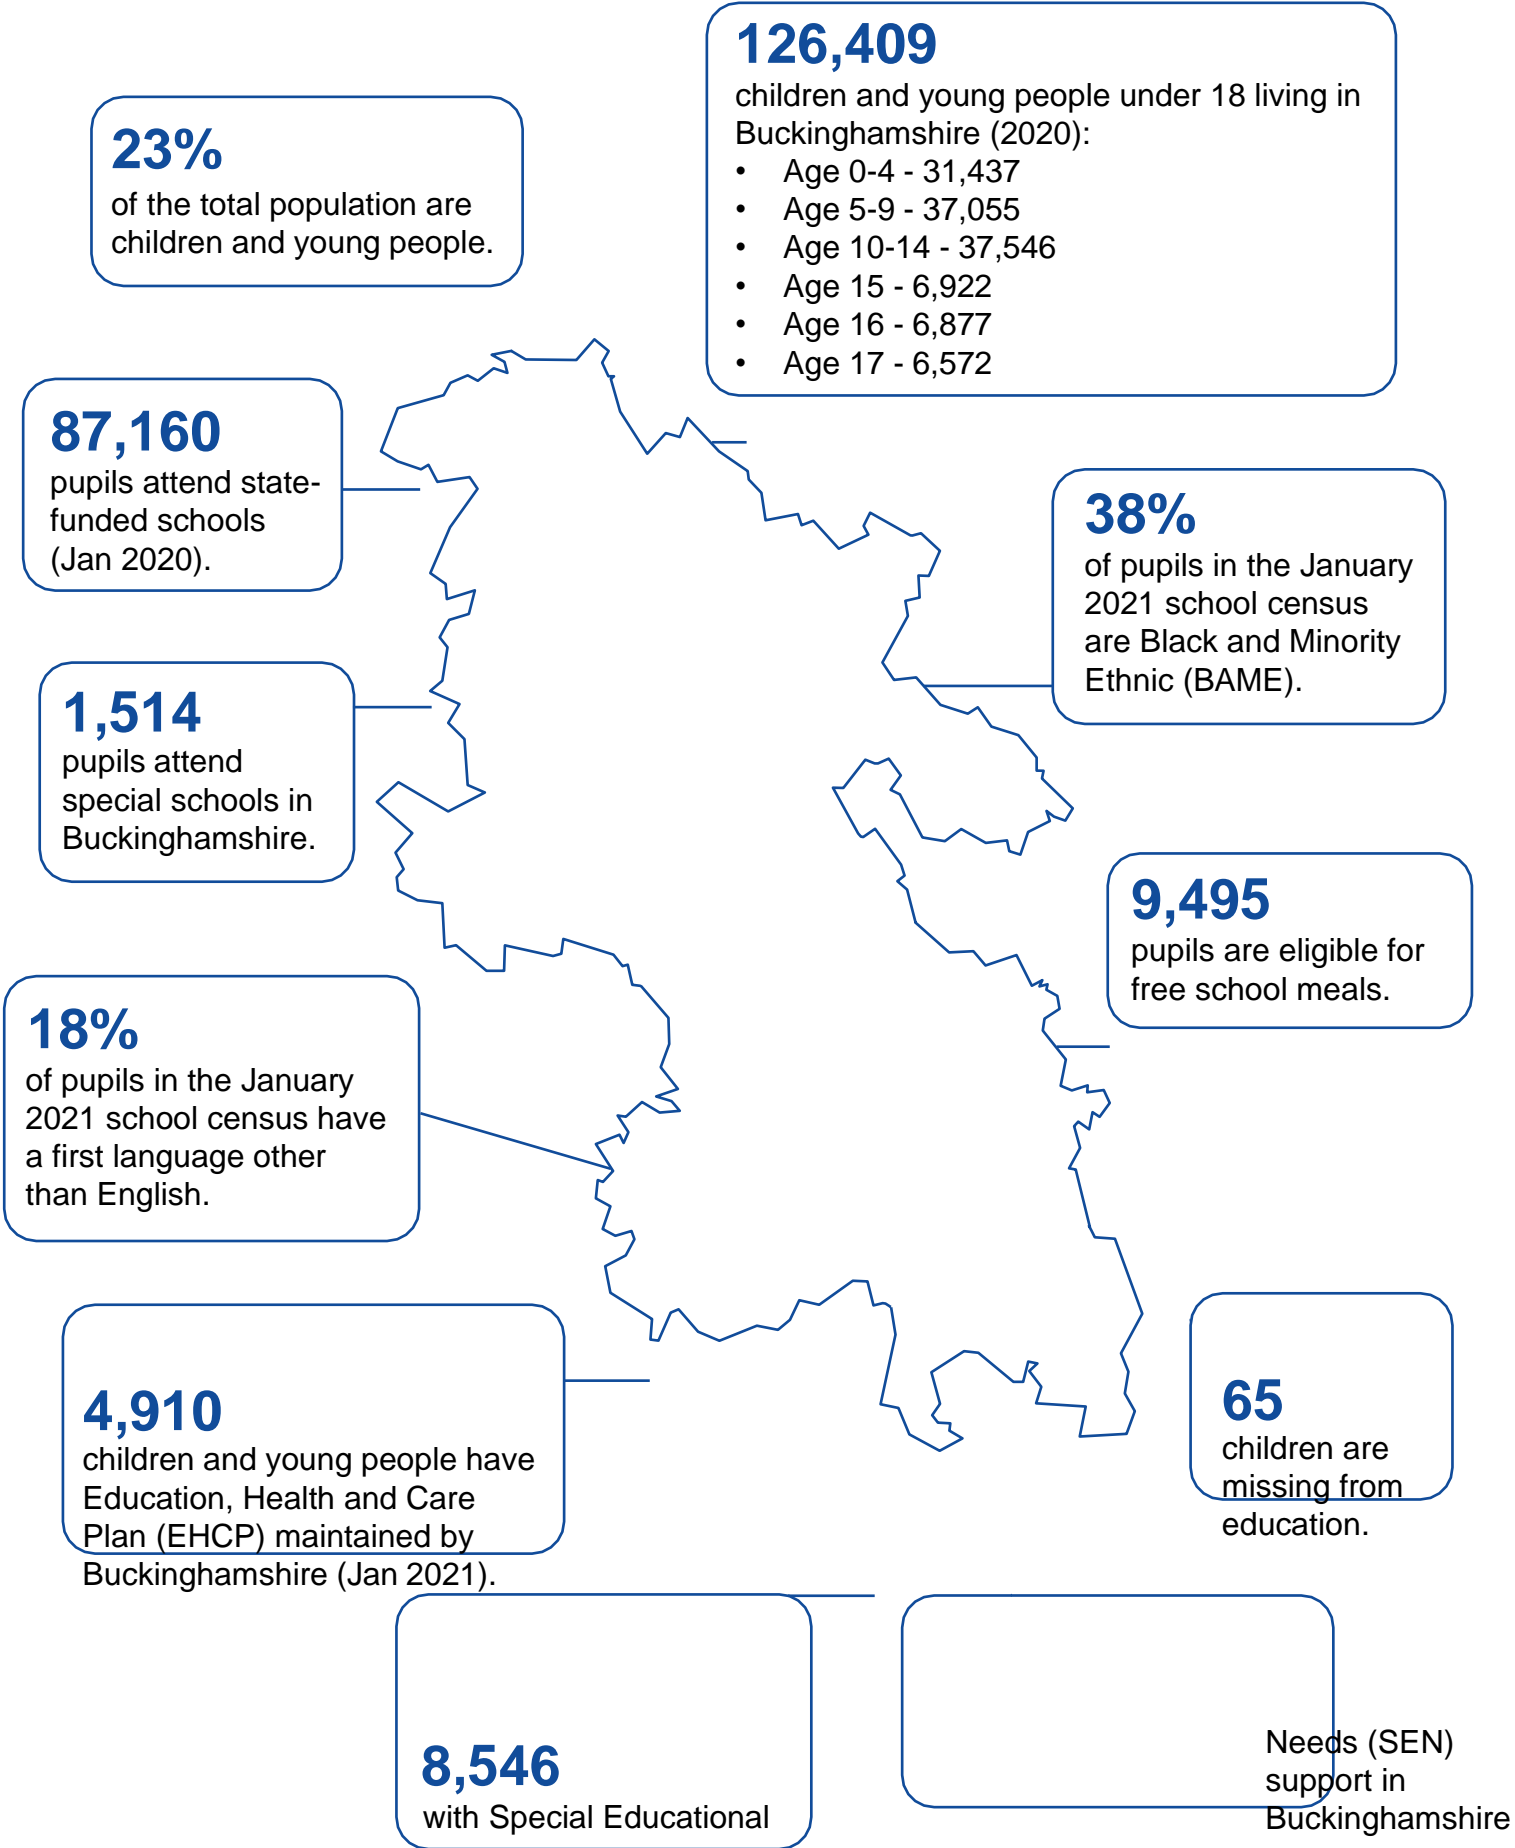 126,409
children and young people under 18 living in
Buckinghamshire (2020):
• Age 0-4 - 31,437
• Age 5-9 - 37,055
• Age 10-14 - 37,546
• Age 15 - 6,922
• Age 16 - 6,877
• Age 17 - 6,572
23%
of the total population are
children and young people.
87,160
pupils attend state-
funded schools
(Jan 2020).
38%
of pupils in the January
2021 school census
are Black and Minority
Ethnic (BAME).
1,514
pupils attend
special schools in
Buckinghamshire.
9,495
pupils are eligible for
free school meals.
18%
of pupils in the January
2021 school census have
a first language other
than English.
4,910
children and young people have
Education, Health and Care
Plan (EHCP) maintained by
Buckinghamshire (Jan 2021).
65
children are
missing from
education.
8,546
with Special Educational
Needs (SEN)
support in
Buckinghamshire